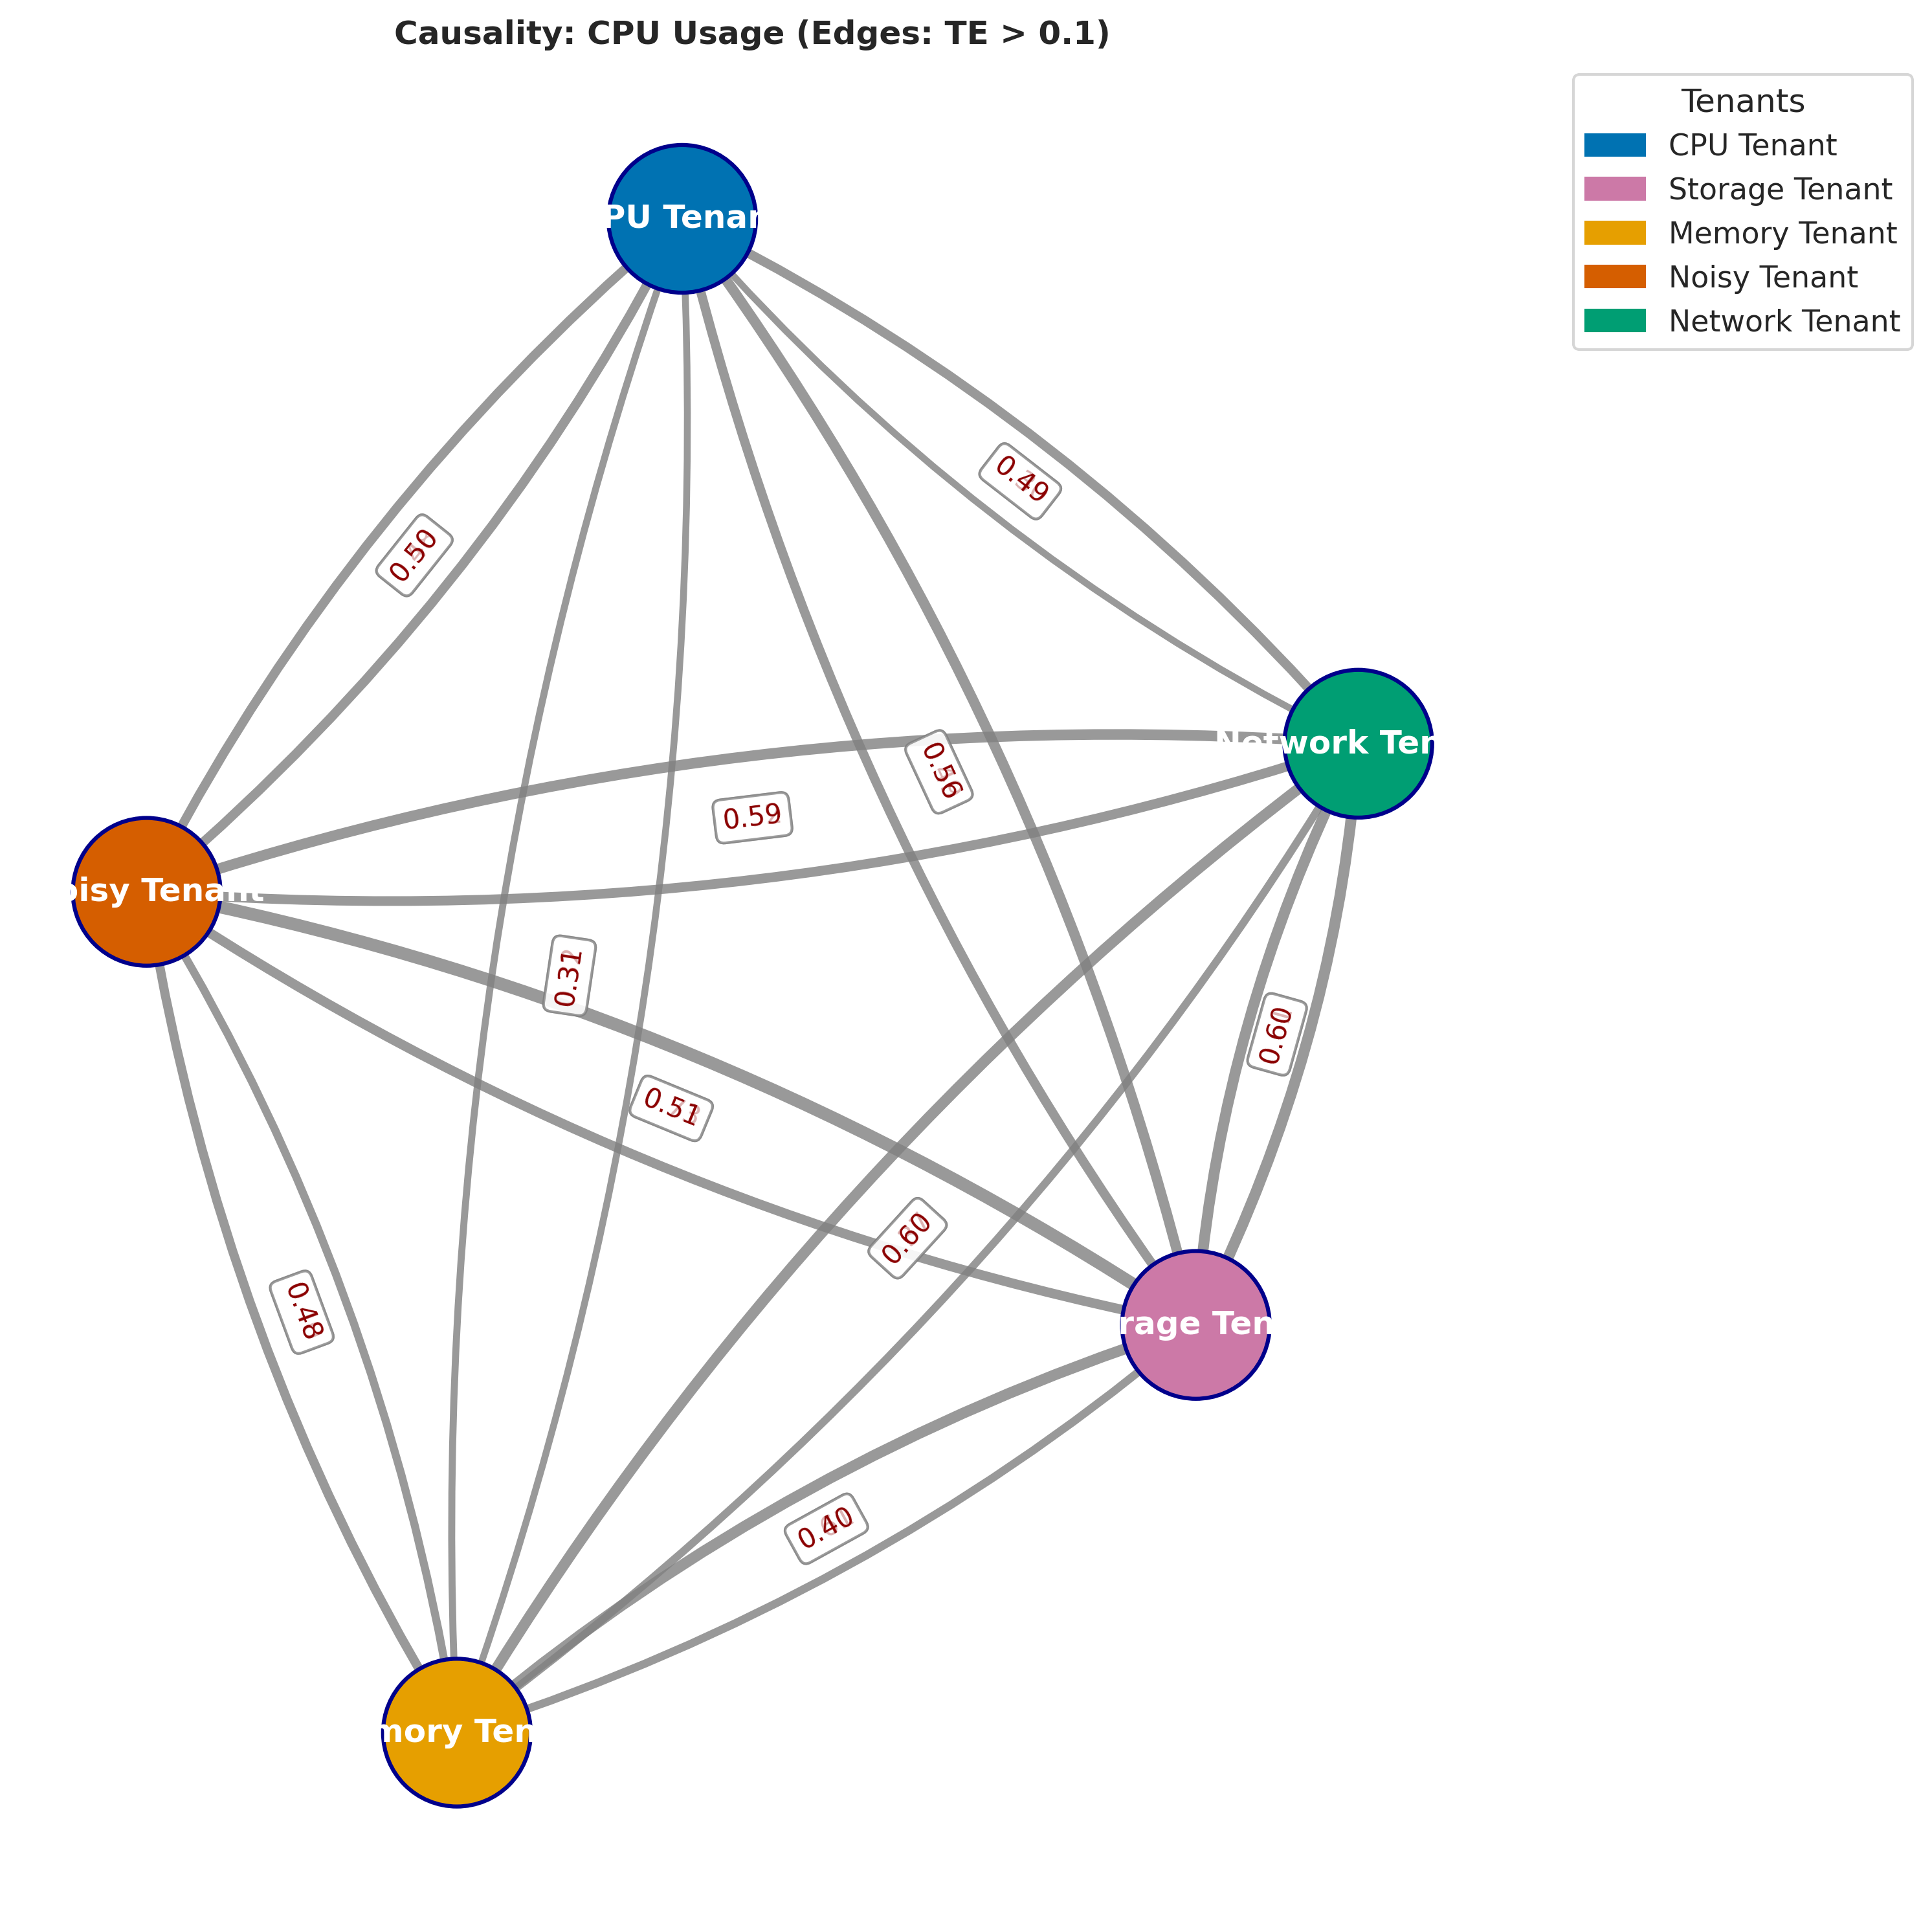 Causality: CPU Usage (Edges: TE > 0.1)
Tenants
CPU Tenant
Storage Tenant
Memory Tenant
Noisy Tenant
Network Tenant
PU Tenan
0.49
0.50
Network Ten
0.56
0.59
oisy Tenant
0.31
0.60
0.51
0.60
rage Ten
0.48
0.40
mory Ten